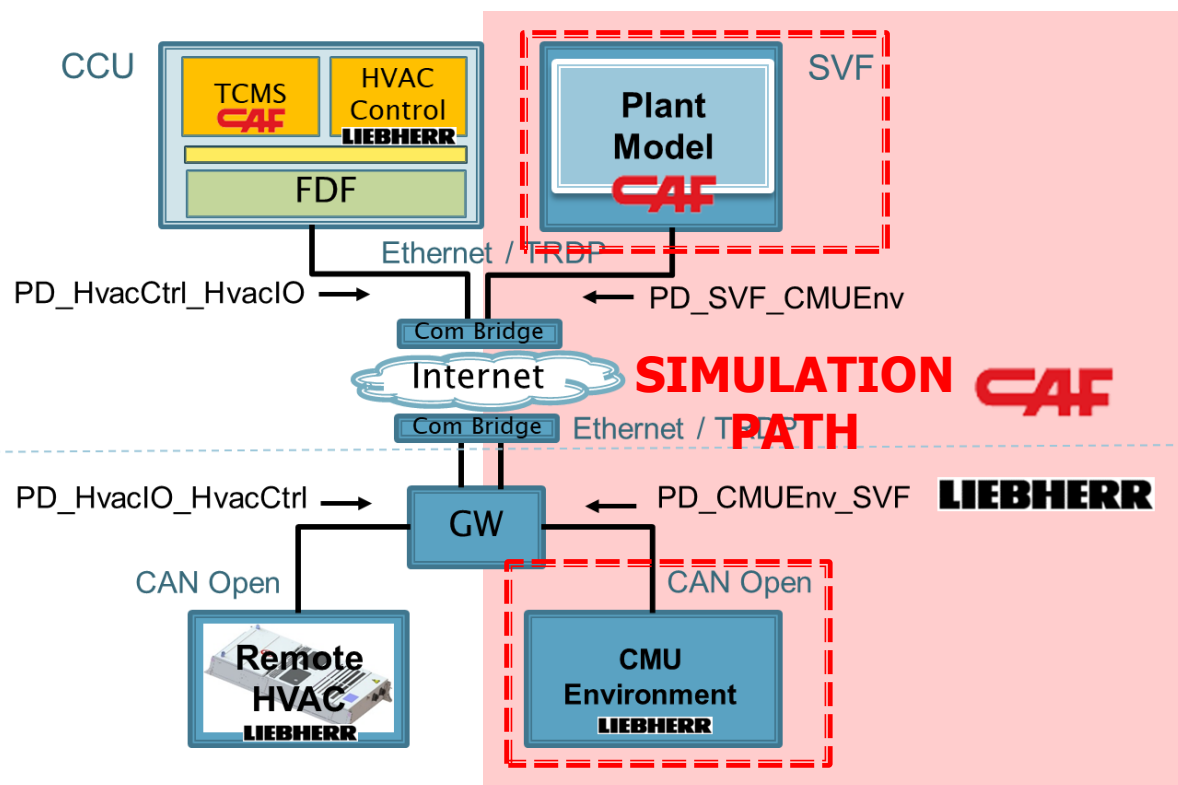 CCU
TCMS
CAF
HVAC
Control
LIEBHERR
FDF
SVF
Plant
Model
CAF
Ethernet / TRDP
PD_HvacCtrl_HvacIO
PD_SVF_CMUEnv
Com Bridge
Internet
SIMULATION
PATH
CAF
Com Bridge
Ethernet / TRDP
PD_HvacIO_HvacCtrl
PD_CMUEnv_SVF
LIEBHERR
GW
CAN Open
CAN Open
Remote
HVAC
LIEBHERR
CMU
Environment
LIEBHERR